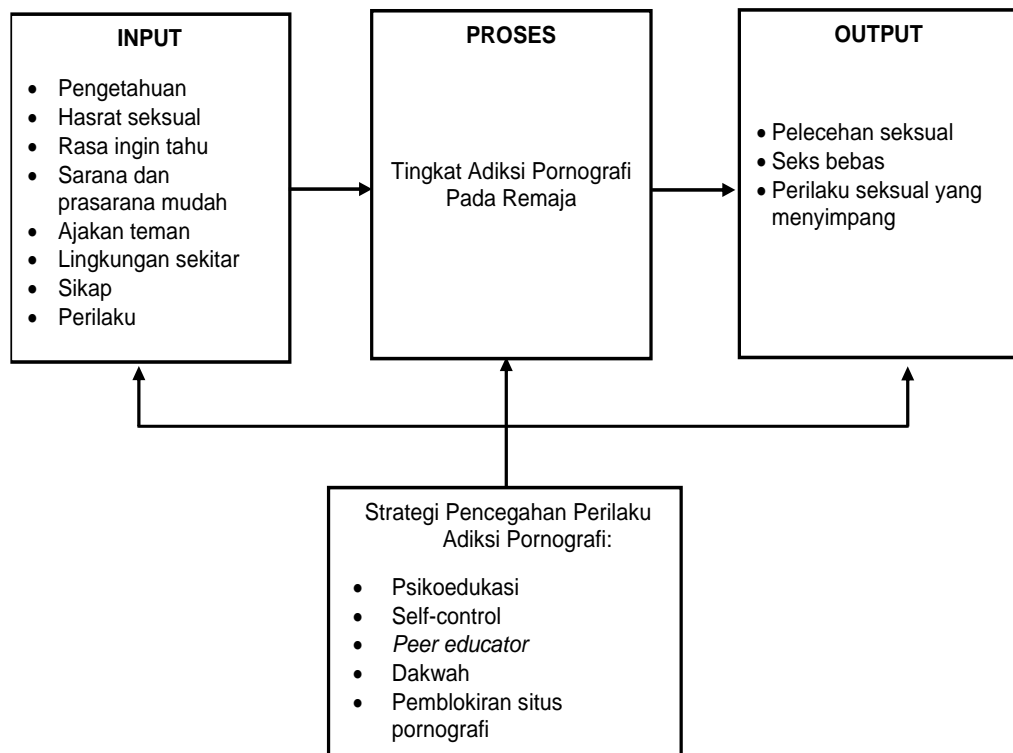 INPUT
• Pengetahuan
• Hasrat seksual
• Rasa ingin tahu
• Sarana dan
prasarana mudah
• Ajakan teman
• Lingkungan sekitar
• Sikap
• Perilaku
PROSES
Tingkat Adiksi Pornografi
Pada Remaja
OUTPUT
• Pelecehan seksual
• Seks bebas
• Perilaku seksual yang
menyimpang
Strategi Pencegahan Perilaku
Adiksi Pornografi:
• Psikoedukasi
• Self-control
• Peer educator
• Dakwah
• Pemblokiran situs
pornografi